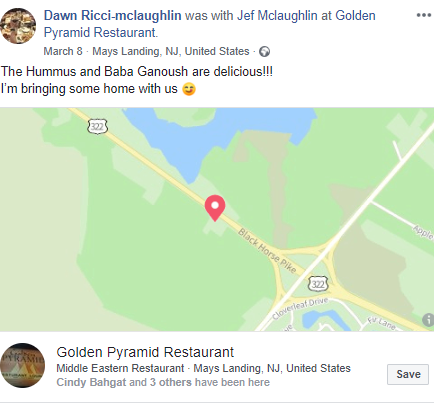 Dawn Ricci-mclaughlin was with Jef Mclaughlin at Golden
Pyramid Restaurant.
March 8 · Mays Landing, NJ, United States ·
The Hummus and Baba Ganoush are delicious!!!
I'm bringing some home with us 😋
322
Black Horse Pike
Apple
322
Cloverleaf Drive
Fir Lane
Golden Pyramid Restaurant
Middle Eastern Restaurant · Mays Landing, NJ, United States
Cindy Bahgat and 3 others have been here
Save